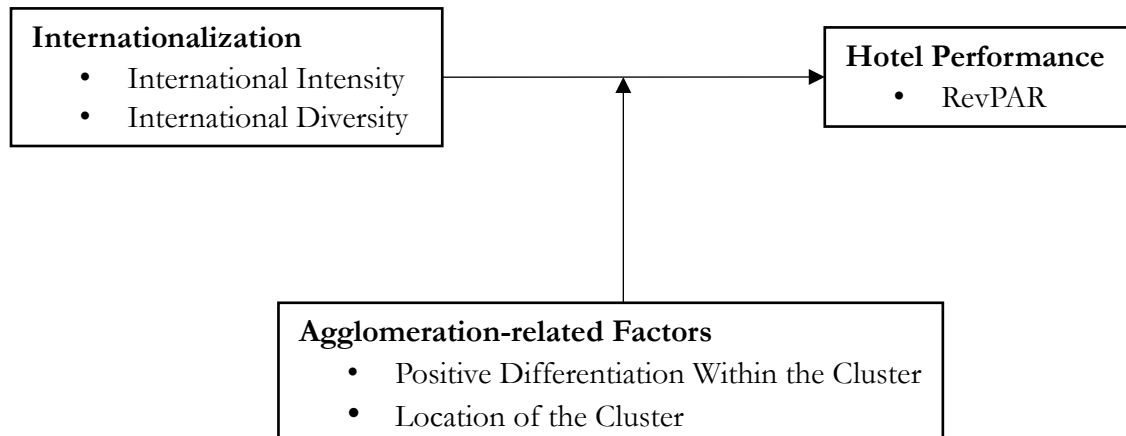 Internationalization
• International Intensity
• International Diversity
Hotel Performance
• RevPAR
Agglomeration-related Factors
• Positive Differentiation Within the Cluster
• Location of the Cluster